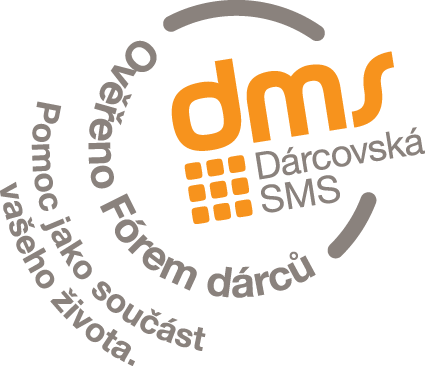 dms
Dárcovská
SMS
Ověřeno Fórem dárců
Pomoc jako součást
vašeho života.